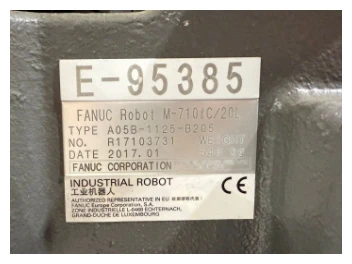 E-95385
FANUC Robot M-710iC/20L
TYPE A05B-1125-B205
NO. R17103731 WEIGHT
DATE 2017.01
FANUC CORPORATION
INDUSTRIAL ROBOT
工业机器人
AUTHORIZED REPRESENTATIVE IN EU
FANUC Europe Corporation, S.A.
ZONE INDUSTRIELLE L-6468 ECHTERNACH,
GRAND-DUCHE DE LUXEMBOURG
CE